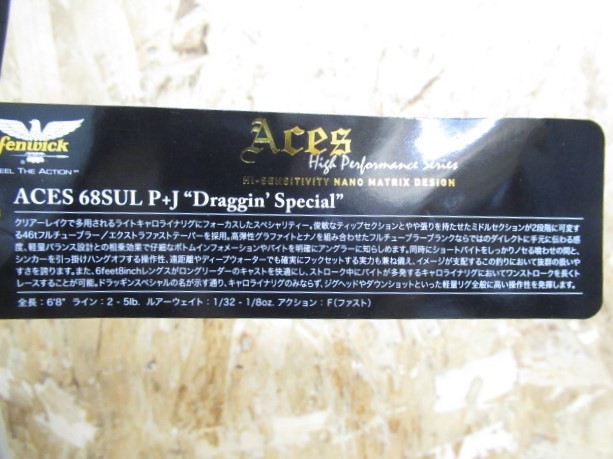 fenwick
EEL THE ACTION™
Aces
High Performance Series
HI-SENSITIVITY NANO MATRIX DESIGN
ACES 68SUL P+J “Draggin’ Special”
クリアーレイクで多用されるライトキャロライナリグにフォーカスしたスペシャリティー。俊敏なティップセクションとやや張りを持たせたミドルセクションが2段階に可変
する46tフルチューブラーノエクストラファストテーパーを採用。高弾性グラファイトとナノを組み合わせたフルチューブラーブランクならではのダイレクトに手元に伝わる感
度、軽量バランス設計との相乗効果で仔細なボトムインフォメーションやバイトを明確にアングラーに知らしめます。同時にショートバイトをしっかりノセる喰わせの間と、
シンカーを引っ掛けハングオフする操作性、遠距離やディープウォーターでも確実にフックセットする実力も兼ね備え、イメージが支配するこの釣りにおいて抜群の扱いや
すさを誇ります。また、6feet8inchレングスがロングリーダーのキャストを快適にし、ストローク中にバイトが多発するキャロライナリグにおいてワンストロークを長くト
レースすることが可能。ドラッギンスペシャルの名が示す通り、キャロライナリグのみならず、ジグヘッドやダウンショットといった軽量リグ全般に高い操作性を発揮します。
全長：6'8" ライン：2 - 5lb. ルアーウェイト：1/32 - 1/8oz. アクション：F(ファスト)